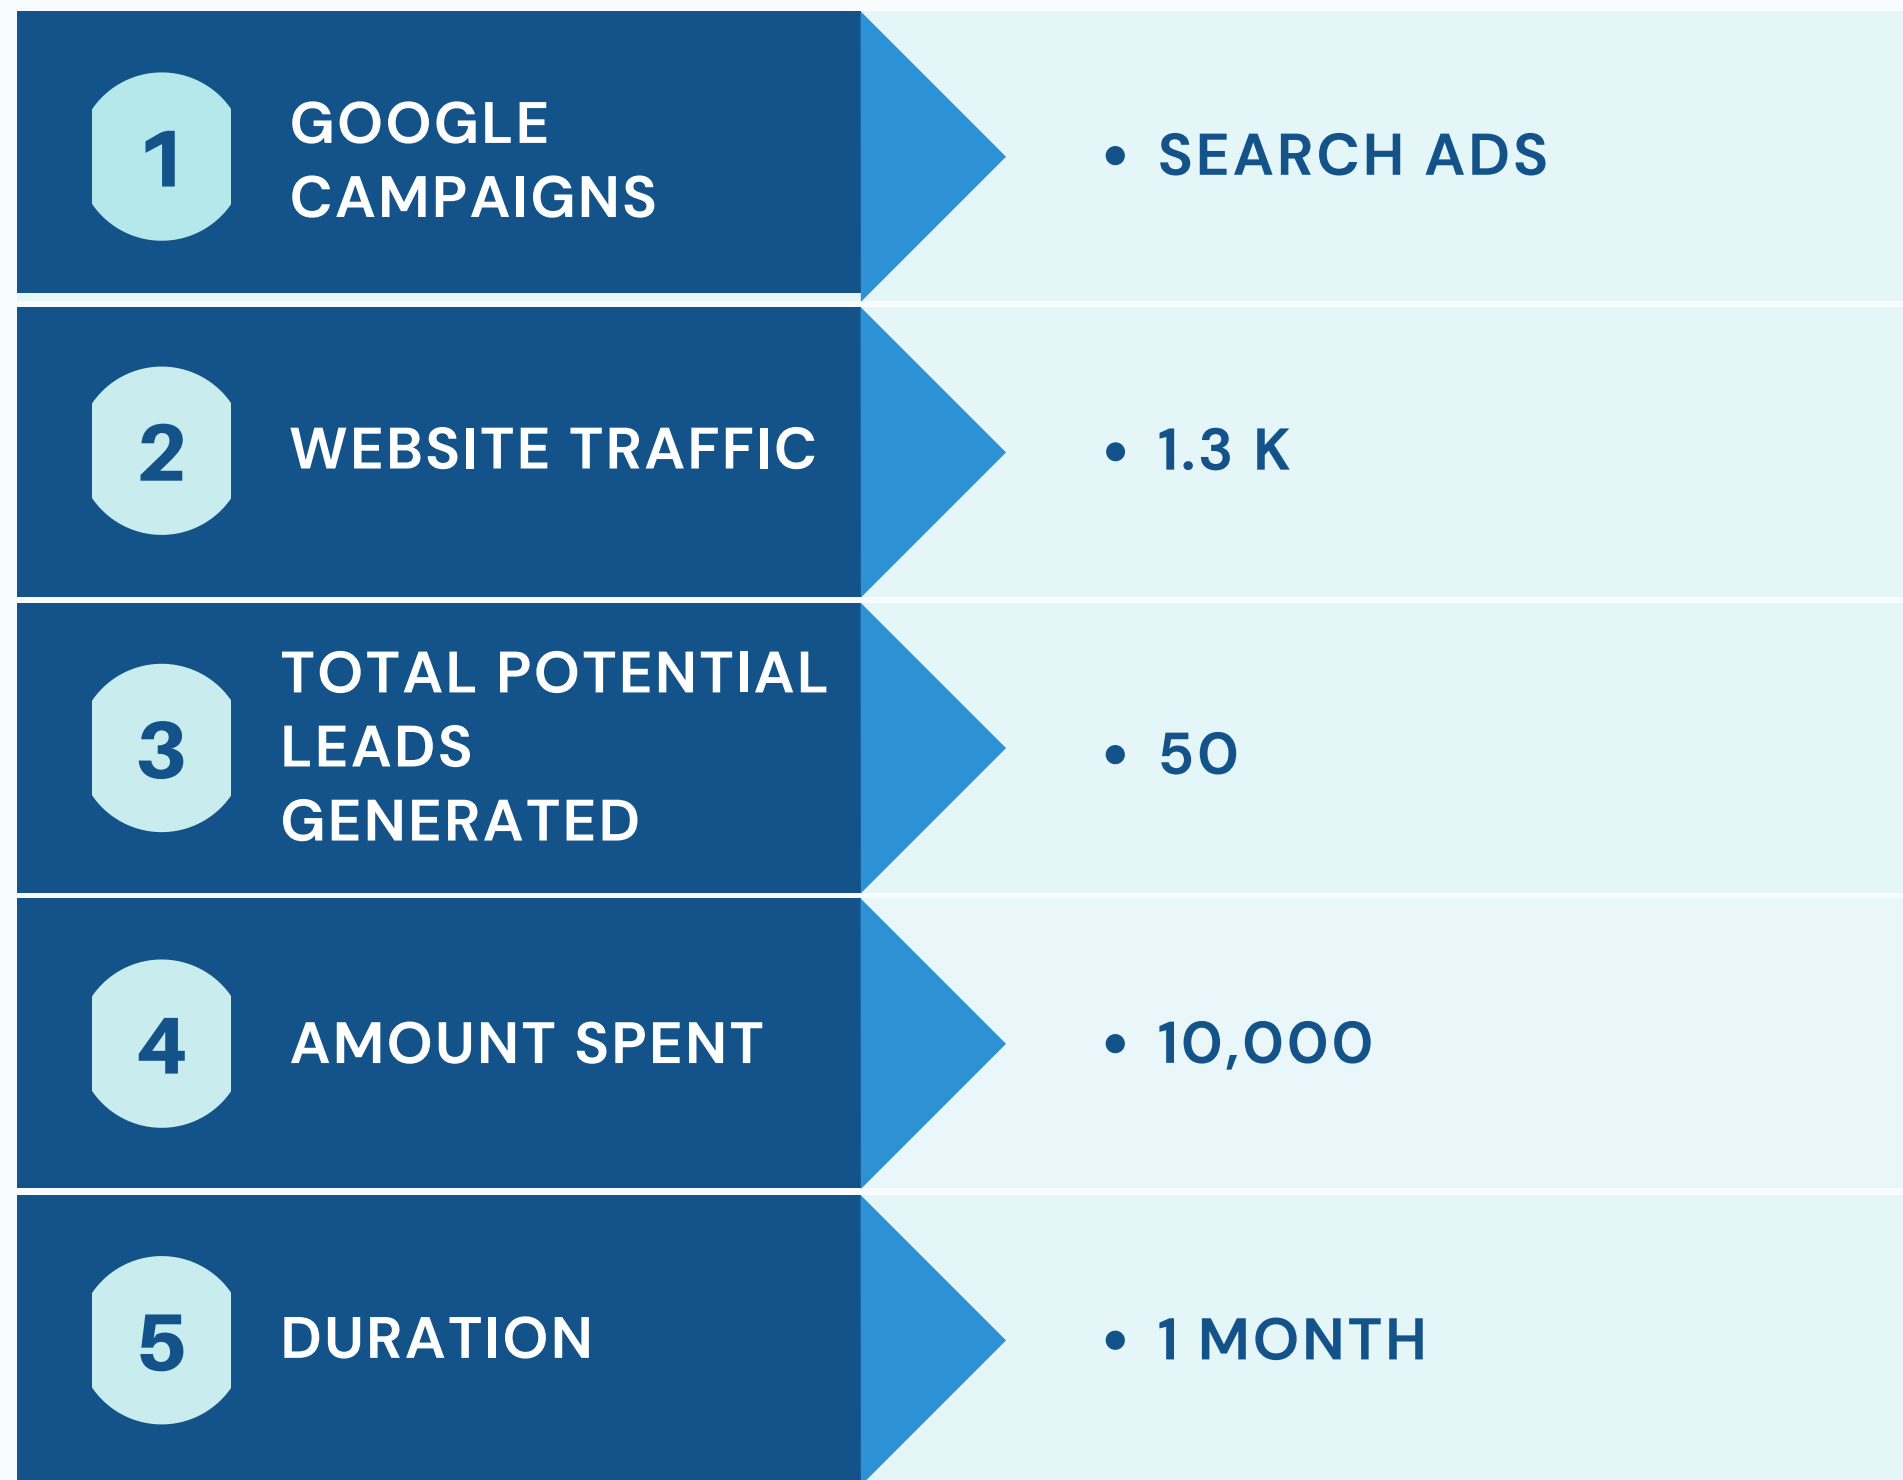 1
GOOGLE
CAMPAIGNS
• SEARCH ADS
2
WEBSITE TRAFFIC
• 1.3 K
3
TOTAL POTENTIAL
LEADS
GENERATED
• 50
4
AMOUNT SPENT
• 10,000
5
DURATION
• 1 MONTH